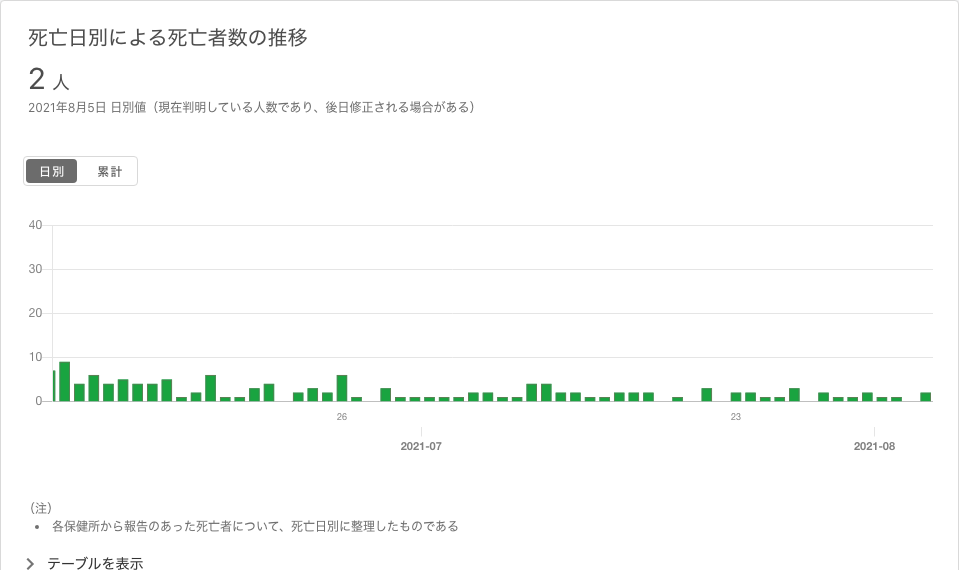 死亡日別による死亡者数の推移
2 人
2021年8月5日 日別値（現在判明している人数であり、後日修正される場合がある）
日別 累計
40
30
20
10
0
26 23
2021-07 2021-08
（注）
• 各保健所から報告のあった死亡者について、死亡日別に整理したものである
テーブルを表示